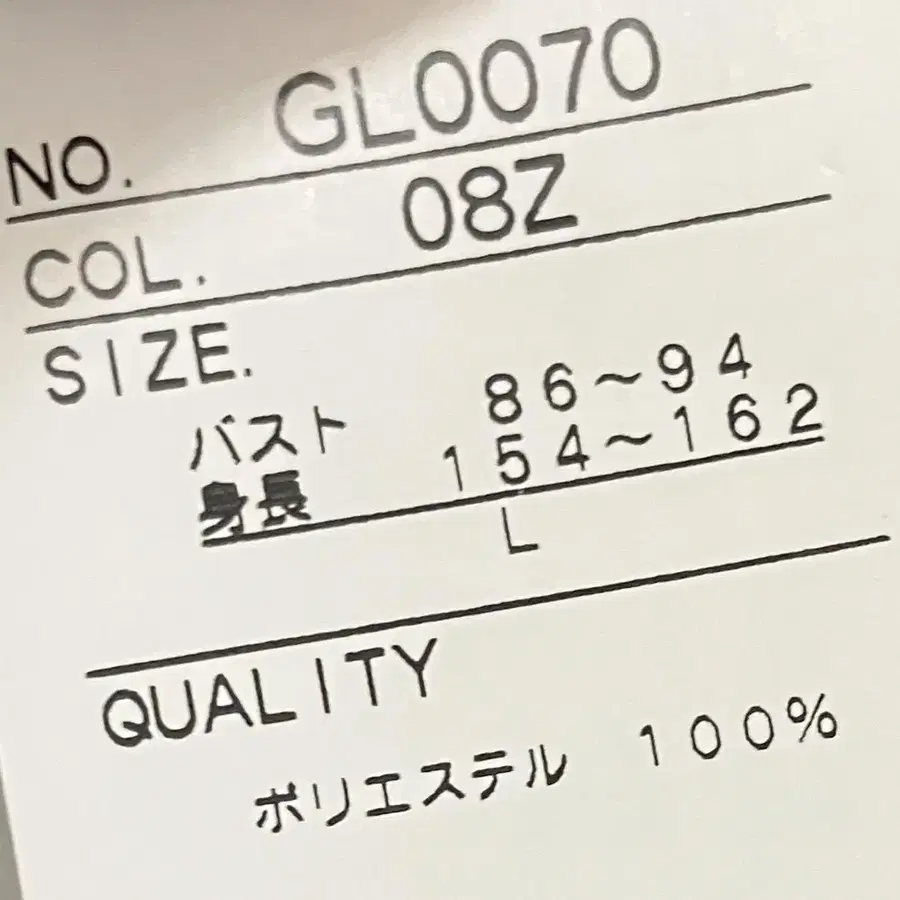 NO. GL0070
COL. 08Z
SIZE.
バスト 86～94
身長 154～162
L
QUALITY
ポリエステル 100%